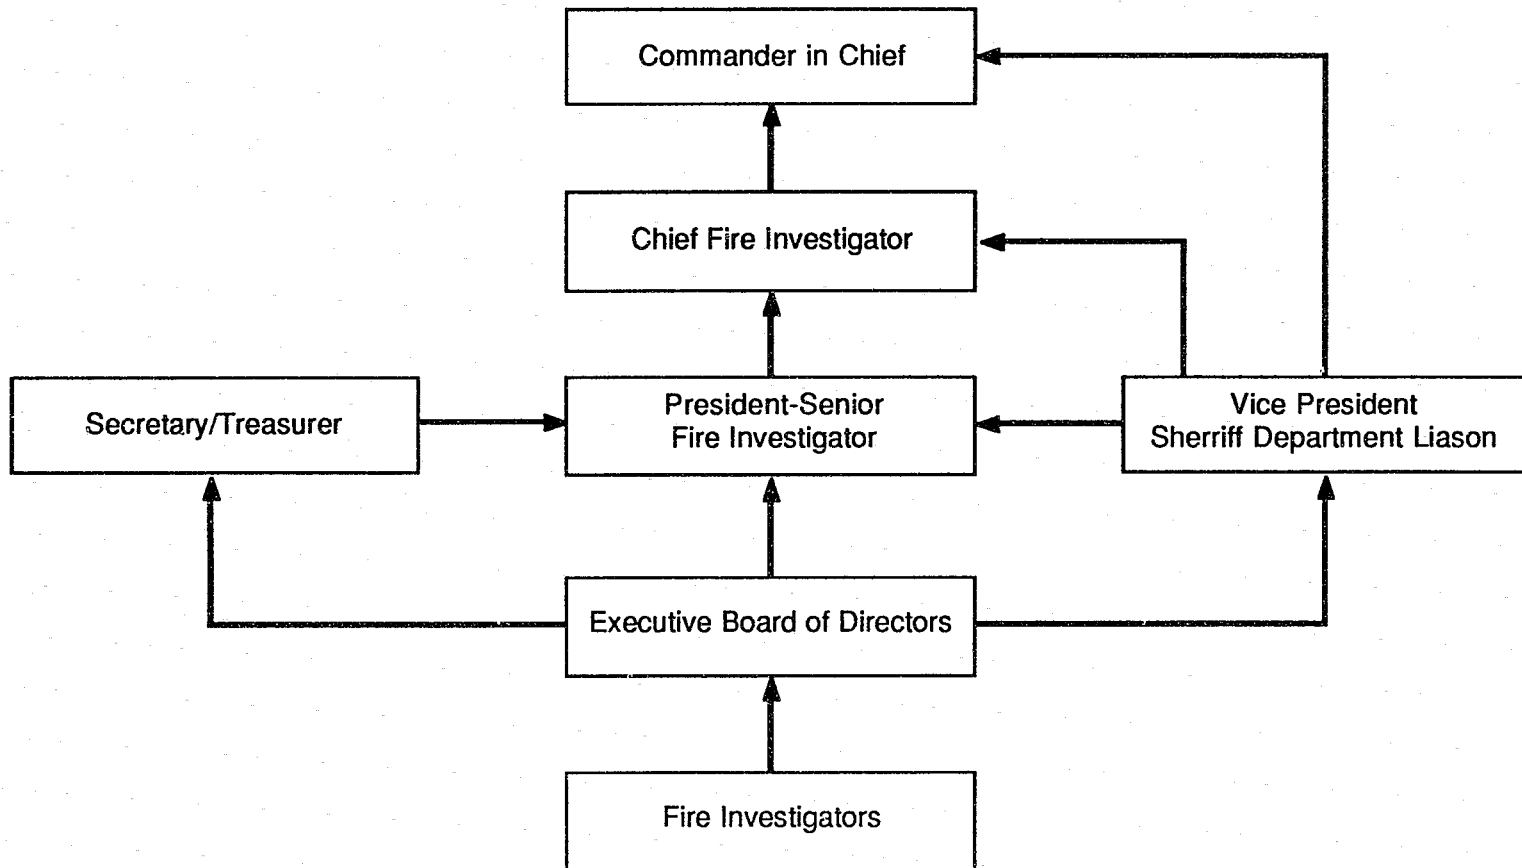 Commander in Chief
Chief Fire Investigator
Secretary/Treasurer
President-Senior
Fire Investigator
Vice President
Sherriff Department Liason
Executive Board of Directors
Fire Investigators